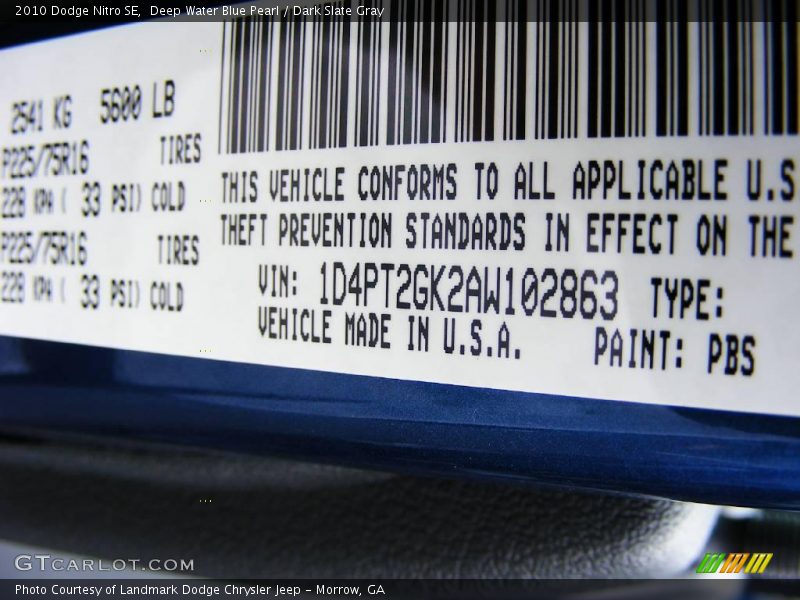 2010 Dodge Nitro SE, Deep Water Blue Pearl / Dark Slate Gray
2541 KG 5600 LB
P225/75R16 TIRES
228 KPA ( 33 PSI) COLD
P225/75R16 TIRES
228 KPA ( 33 PSI) COLD
THIS VEHICLE CONFORMS TO ALL APPLICABLE U.S
THEFT PREVENTION STANDARDS IN EFFECT ON THE
VIN: 1D4PT2GK2AW102863 TYPE:
VEHICLE MADE IN U.S.A. PAINT: PBS
GTCARLOT.COM
Photo Courtesy of Landmark Dodge Chrysler Jeep - Morrow, GA